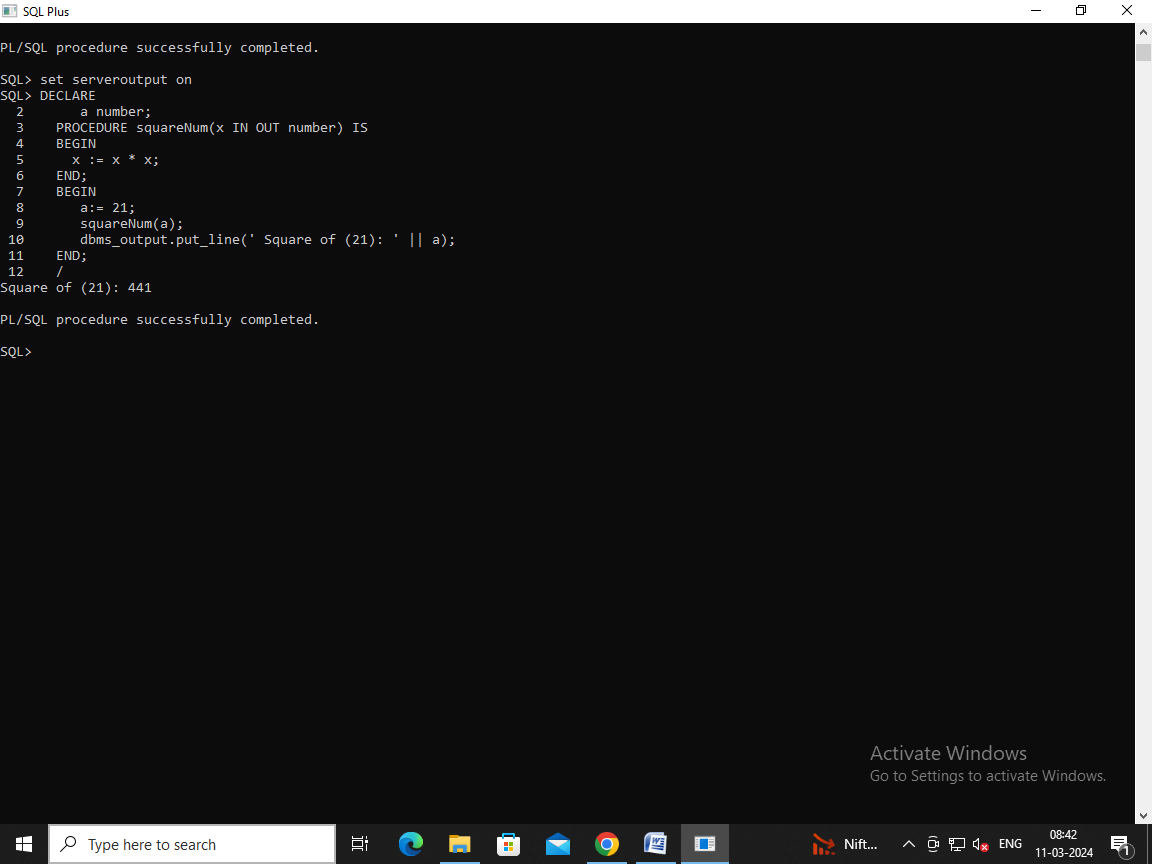 SQL Plus
PL/SQL procedure successfully completed.
SQL> set serveroutput on
SQL> DECLARE
  2       a number;
  3    PROCEDURE squareNum(x IN OUT number) IS
  4    BEGIN
  5      x := x * x;
  6    END;
  7    BEGIN
  8       a:= 21;
  9       squareNum(a);
 10       dbms_output.put_line(' Square of (21): ' || a);
 11    END;
 12    /
Square of (21): 441
PL/SQL procedure successfully completed.
SQL>
Activate Windows
Go to Settings to activate Windows.
Type here to search
Nift...
ENG
08:42
11-03-2024
1